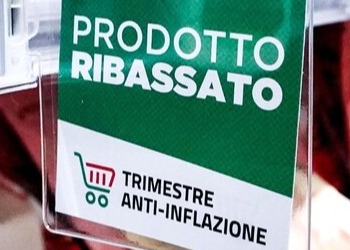 PRODOTTO
RIBASSATO
TRIMESTRE
ANTI-INFLAZIONE